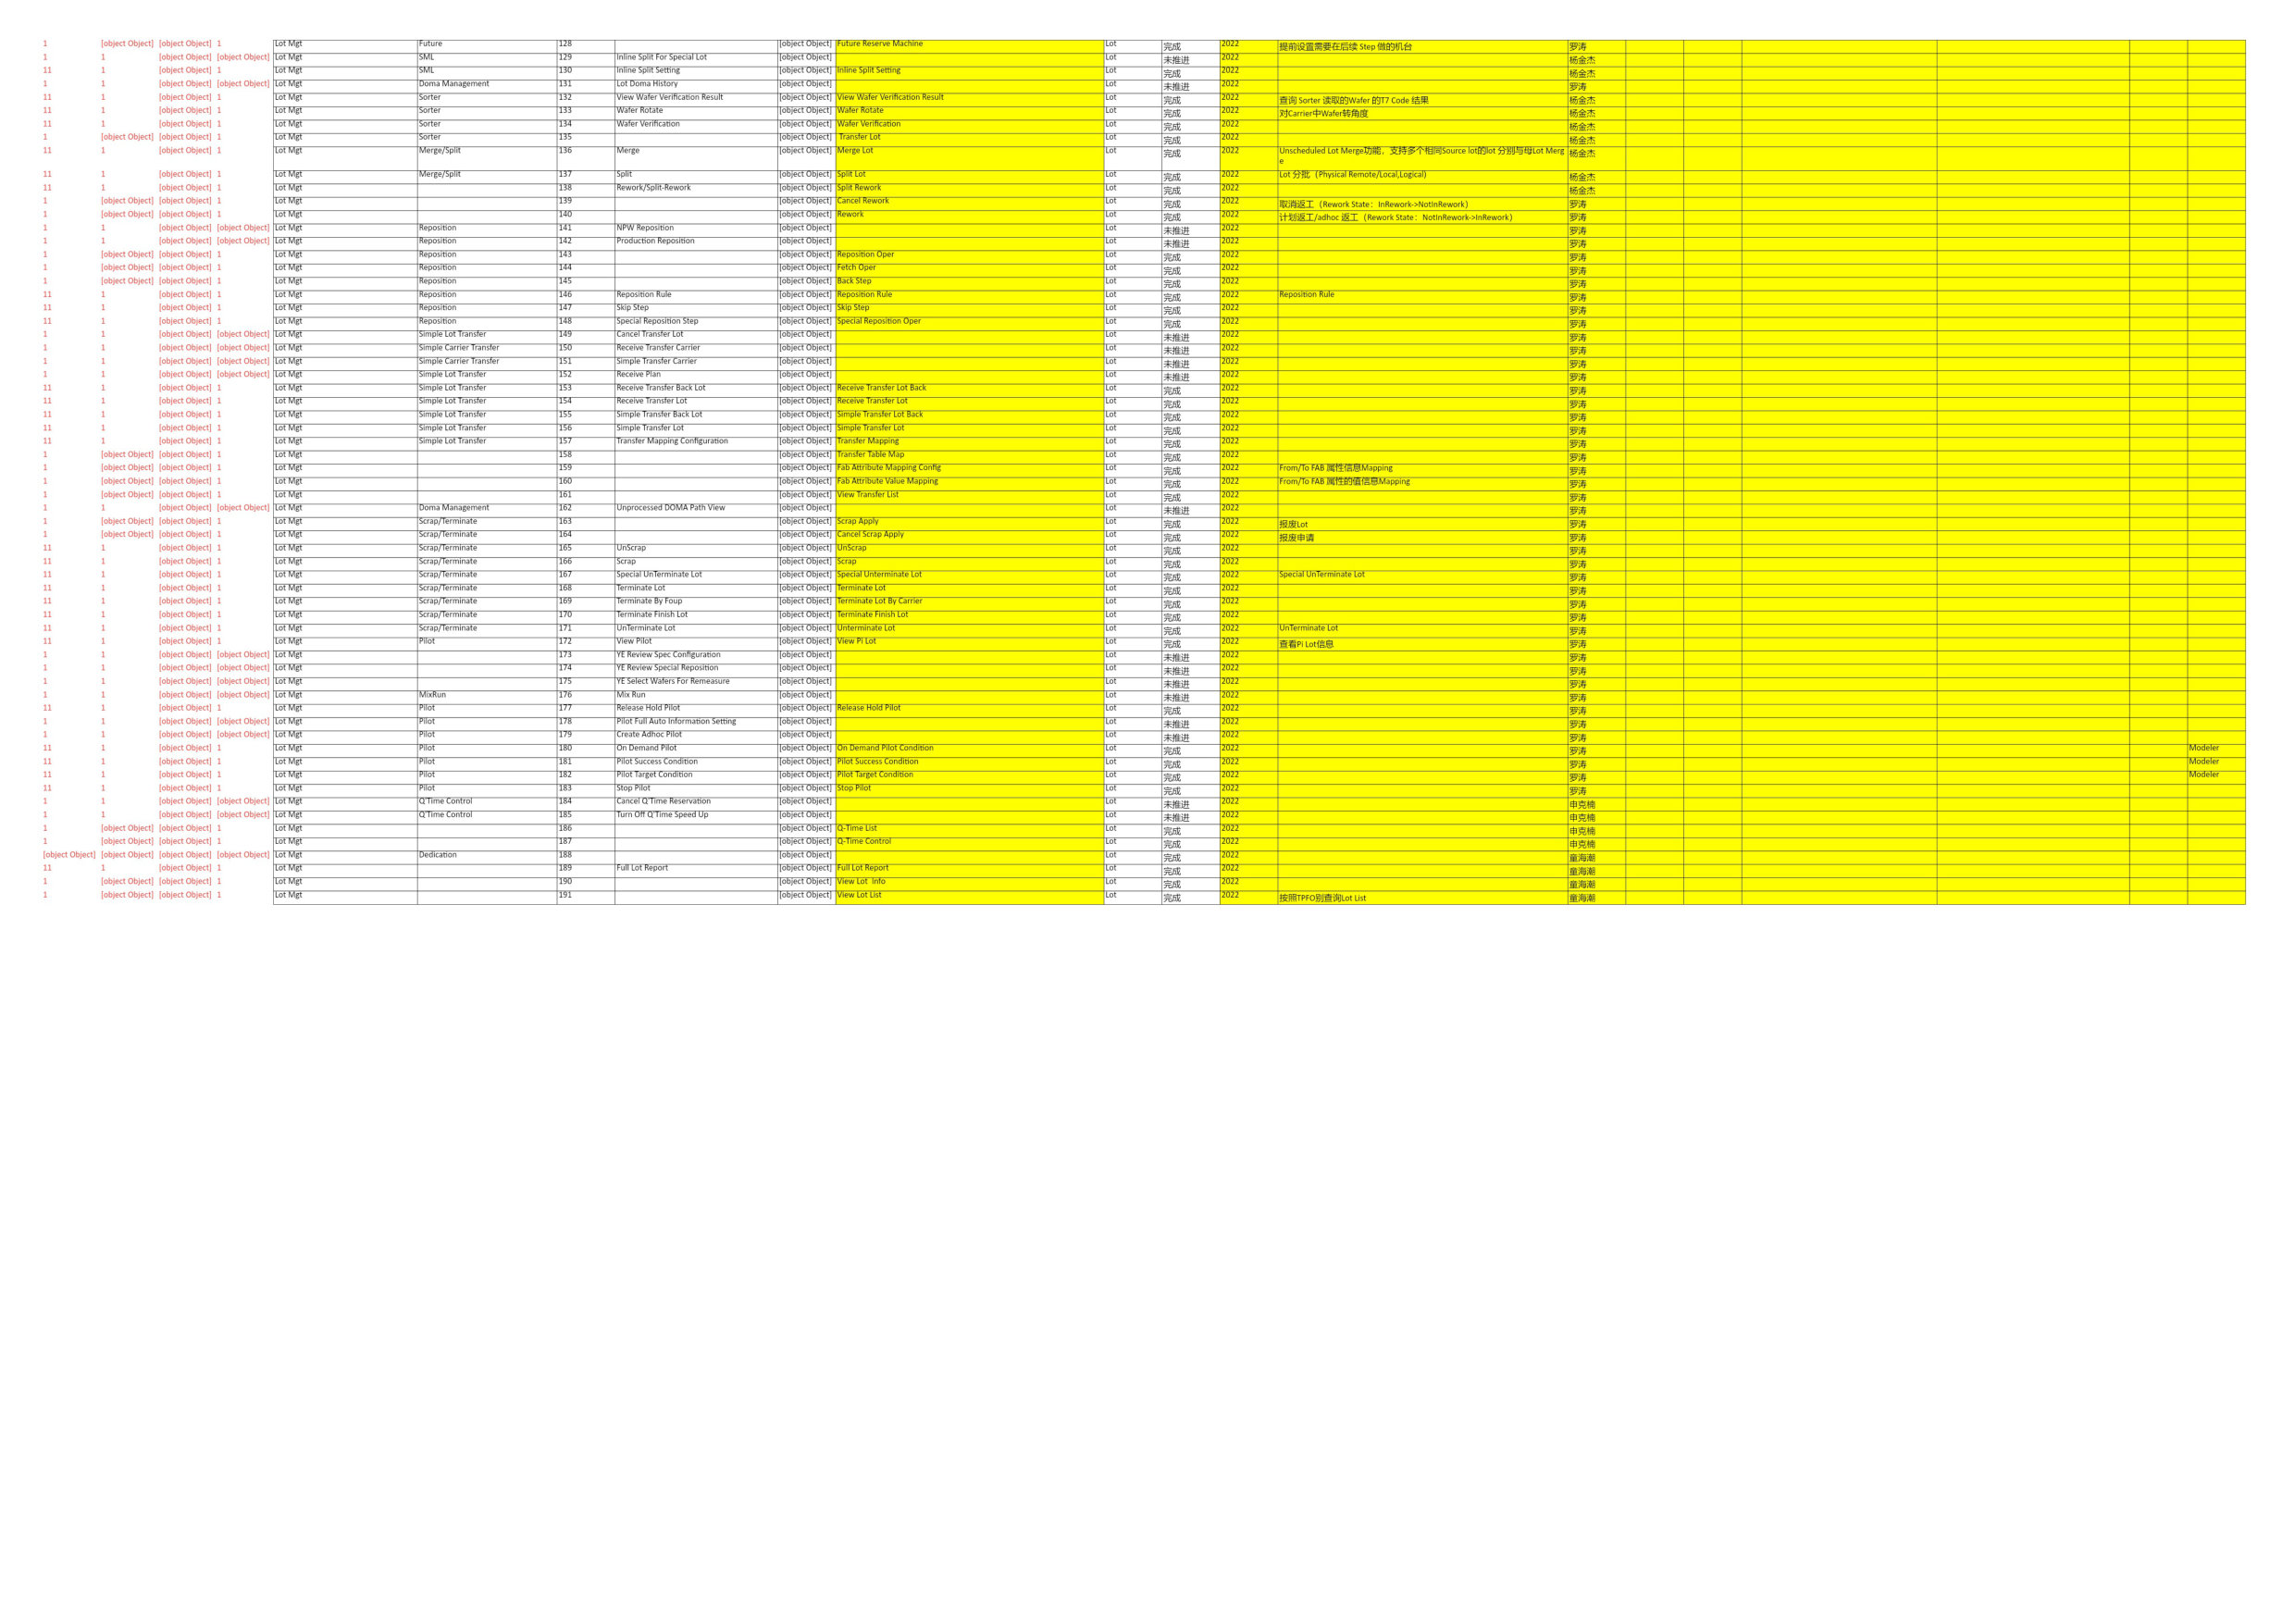 1 [object Object] [object Object] 1 Lot Mgt Future 128 [object Object] Future Reserve Machine Lot 完成 2022 提前设置需要在后续 Step 做的机台 罗涛
1 1 [object Object] [object Object] Lot Mgt SML 129 Inline Split For Special Lot [object Object] Lot 未推进 2022 杨金杰
11 1 [object Object] 1 Lot Mgt SML 130 Inline Split Setting [object Object] Inline Split Setting Lot 完成 2022 杨金杰
1 1 [object Object] [object Object] Lot Mgt Doma Management 131 Lot Doma History [object Object] Lot 未推进 2022 罗涛
11 1 [object Object] 1 Lot Mgt Sorter 132 View Wafer Verification Result [object Object] View Wafer Verification Result Lot 完成 2022 查询 Sorter 读取的Wafer 的T7 Code 结果 杨金杰
11 1 [object Object] 1 Lot Mgt Sorter 133 Wafer Rotate [object Object] Wafer Rotate Lot 完成 2022 对Carrier中Wafer转角度 杨金杰
11 1 [object Object] 1 Lot Mgt Sorter 134 Wafer Verification [object Object] Wafer Verification Lot 完成 2022 杨金杰
1 [object Object] [object Object] 1 Lot Mgt Sorter 135 [object Object] Transfer Lot Lot 完成 2022 杨金杰
11 1 [object Object] 1 Lot Mgt Merge/Split 136 Merge [object Object] Merge Lot Lot 完成 2022 Unscheduled Lot Merge功能，支持多个相同Source lot的lot 分别与母Lot Merg 杨金杰
e
11 1 [object Object] 1 Lot Mgt Merge/Split 137 Split [object Object] Split Lot Lot 完成 2022 Lot 分批（Physical Remote/Local,Logical) 杨金杰
11 1 [object Object] 1 Lot Mgt 138 Rework/Split-Rework [object Object] Split Rework Lot 完成 2022 杨金杰
1 [object Object] [object Object] 1 Lot Mgt 139 [object Object] Cancel Rework Lot 完成 2022 取消返工（Rework State：InRework->NotInRework） 罗涛
1 [object Object] [object Object] 1 Lot Mgt 140 [object Object] Rework Lot 完成 2022 计划返工/adhoc 返工（Rework State：NotInRework->InRework） 罗涛
1 1 [object Object] [object Object] Lot Mgt Reposition 141 NPW Reposition [object Object] Lot 未推进 2022 罗涛
1 1 [object Object] [object Object] Lot Mgt Reposition 142 Production Reposition [object Object] Lot 未推进 2022 罗涛
1 [object Object] [object Object] 1 Lot Mgt Reposition 143 [object Object] Reposition Oper Lot 完成 2022 罗涛
1 [object Object] [object Object] 1 Lot Mgt Reposition 144 [object Object] Fetch Oper Lot 完成 2022 罗涛
1 [object Object] [object Object] 1 Lot Mgt Reposition 145 [object Object] Back Step Lot 完成 2022 罗涛
11 1 [object Object] 1 Lot Mgt Reposition 146 Reposition Rule [object Object] Reposition Rule Lot 完成 2022 Reposition Rule 罗涛
11 1 [object Object] 1 Lot Mgt Reposition 147 Skip Step [object Object] Skip Step Lot 完成 2022 罗涛
11 1 [object Object] 1 Lot Mgt Reposition 148 Special Reposition Step [object Object] Special Reposition Oper Lot 完成 2022 罗涛
1 1 [object Object] [object Object] Lot Mgt Simple Lot Transfer 149 Cancel Transfer Lot [object Object] Lot 未推进 2022 罗涛
1 1 [object Object] [object Object] Lot Mgt Simple Carrier Transfer 150 Receive Transfer Carrier [object Object] Lot 未推进 2022 罗涛
1 1 [object Object] [object Object] Lot Mgt Simple Carrier Transfer 151 Simple Transfer Carrier [object Object] Lot 未推进 2022 罗涛
1 1 [object Object] [object Object] Lot Mgt Simple Lot Transfer 152 Receive Plan [object Object] Lot 未推进 2022 罗涛
11 1 [object Object] 1 Lot Mgt Simple Lot Transfer 153 Receive Transfer Back Lot [object Object] Receive Transfer Lot Back Lot 完成 2022 罗涛
11 1 [object Object] 1 Lot Mgt Simple Lot Transfer 154 Receive Transfer Lot [object Object] Receive Transfer Lot Lot 完成 2022 罗涛
11 1 [object Object] 1 Lot Mgt Simple Lot Transfer 155 Simple Transfer Back Lot [object Object] Simple Transfer Lot Back Lot 完成 2022 罗涛
11 1 [object Object] 1 Lot Mgt Simple Lot Transfer 156 Simple Transfer Lot [object Object] Simple Transfer Lot Lot 完成 2022 罗涛
11 1 [object Object] 1 Lot Mgt Simple Lot Transfer 157 Transfer Mapping Configuration [object Object] Transfer Mapping Lot 完成 2022 罗涛
1 [object Object] [object Object] 1 Lot Mgt 158 [object Object] Transfer Table Map Lot 完成 2022 罗涛
1 [object Object] [object Object] 1 Lot Mgt 159 [object Object] Fab Attribute Mapping Config Lot 完成 2022 From/To FAB 属性信息Mapping 罗涛
1 [object Object] [object Object] 1 Lot Mgt 160 [object Object] Fab Attribute Value Mapping Lot 完成 2022 From/To FAB 属性的值信息Mapping 罗涛
1 [object Object] [object Object] 1 Lot Mgt 161 [object Object] View Transfer List Lot 完成 2022 罗涛
1 1 [object Object] [object Object] Lot Mgt Doma Management 162 Unprocessed DOMA Path View [object Object] Lot 未推进 2022 罗涛
1 [object Object] [object Object] 1 Lot Mgt Scrap/Terminate 163 [object Object] Scrap Apply Lot 完成 2022 报废Lot 罗涛
1 [object Object] [object Object] 1 Lot Mgt Scrap/Terminate 164 [object Object] Cancel Scrap Apply Lot 完成 2022 报废申请 罗涛
11 1 [object Object] 1 Lot Mgt Scrap/Terminate 165 UnScrap [object Object] UnScrap Lot 完成 2022 罗涛
11 1 [object Object] 1 Lot Mgt Scrap/Terminate 166 Scrap [object Object] Scrap Lot 完成 2022 罗涛
11 1 [object Object] 1 Lot Mgt Scrap/Terminate 167 Special UnTerminate Lot [object Object] Special Unterminate Lot Lot 完成 2022 Special UnTerminate Lot 罗涛
11 1 [object Object] 1 Lot Mgt Scrap/Terminate 168 Terminate Lot [object Object] Terminate Lot Lot 完成 2022 罗涛
11 1 [object Object] 1 Lot Mgt Scrap/Terminate 169 Terminate By Foup [object Object] Terminate Lot By Carrier Lot 完成 2022 罗涛
11 1 [object Object] 1 Lot Mgt Scrap/Terminate 170 Terminate Finish Lot [object Object] Terminate Finish Lot Lot 完成 2022 罗涛
11 1 [object Object] 1 Lot Mgt Scrap/Terminate 171 UnTerminate Lot [object Object] Unterminate Lot Lot 完成 2022 UnTerminate Lot 罗涛
11 1 [object Object] 1 Lot Mgt Pilot 172 View Pilot [object Object] View Pi Lot Lot 完成 2022 查看Pi Lot信息 罗涛
1 1 [object Object] [object Object] Lot Mgt 173 YE Review Spec Configuration [object Object] Lot 未推进 2022 罗涛
1 1 [object Object] [object Object] Lot Mgt 174 YE Review Special Reposition [object Object] Lot 未推进 2022 罗涛
1 1 [object Object] [object Object] Lot Mgt 175 YE Select Wafers For Remeasure [object Object] Lot 未推进 2022 罗涛
1 1 [object Object] [object Object] Lot Mgt MixRun 176 Mix Run [object Object] Lot 未推进 2022 罗涛
11 1 [object Object] 1 Lot Mgt Pilot 177 Release Hold Pilot [object Object] Release Hold Pilot Lot 完成 2022 罗涛
1 1 [object Object] [object Object] Lot Mgt Pilot 178 Pilot Full Auto Information Setting [object Object] Lot 未推进 2022 罗涛
1 1 [object Object] [object Object] Lot Mgt Pilot 179 Create Adhoc Pilot [object Object] Lot 未推进 2022 罗涛
11 1 [object Object] 1 Lot Mgt Pilot 180 On Demand Pilot [object Object] On Demand Pilot Condition Lot 完成 2022 罗涛 Modeler
11 1 [object Object] 1 Lot Mgt Pilot 181 Pilot Success Condition [object Object] Pilot Success Condition Lot 完成 2022 罗涛 Modeler
11 1 [object Object] 1 Lot Mgt Pilot 182 Pilot Target Condition [object Object] Pilot Target Condition Lot 完成 2022 罗涛 Modeler
11 1 [object Object] 1 Lot Mgt Pilot 183 Stop Pilot [object Object] Stop Pilot Lot 完成 2022 罗涛
1 1 [object Object] [object Object] Lot Mgt Q'Time Control 184 Cancel Q'Time Reservation [object Object] Lot 未推进 2022 申克楠
1 1 [object Object] [object Object] Lot Mgt Q'Time Control 185 Turn Off Q'Time Speed Up [object Object] Lot 未推进 2022 申克楠
1 [object Object] [object Object] 1 Lot Mgt 186 [object Object] Q-Time List Lot 完成 2022 申克楠
1 [object Object] [object Object] 1 Lot Mgt 187 [object Object] Q-Time Control Lot 完成 2022 申克楠
[object Object] [object Object] [object Object] [object Object] Lot Mgt Dedication 188 [object Object] Lot 完成 2022 童海潮
11 1 [object Object] 1 Lot Mgt 189 Full Lot Report [object Object] Full Lot Report Lot 完成 2022 童海潮
1 [object Object] [object Object] 1 Lot Mgt 190 [object Object] View Lot Info Lot 完成 2022 童海潮
1 [object Object] [object Object] 1 Lot Mgt 191 [object Object] View Lot List Lot 完成 2022 按照TPFO别查询Lot List 童海潮